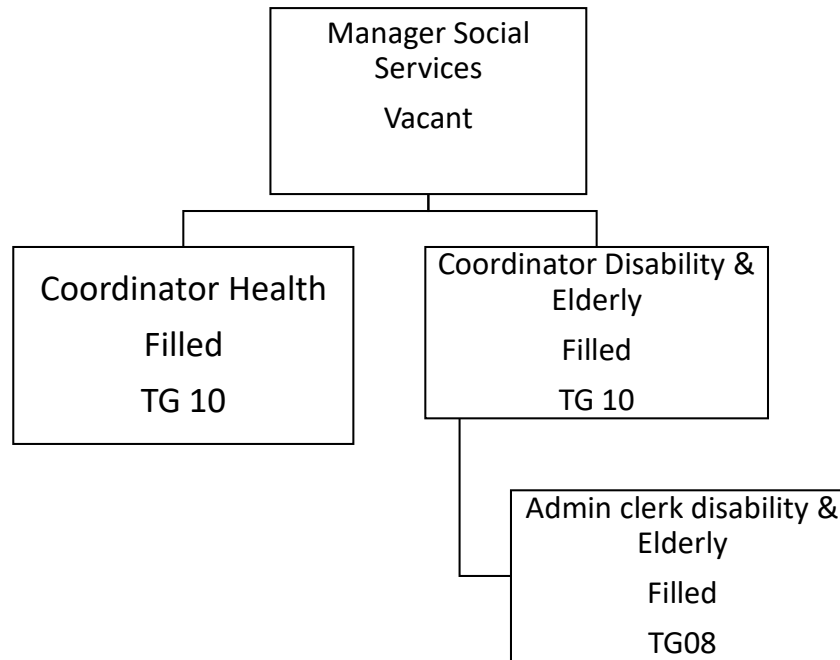 Manager Social
Services
Vacant
Coordinator Health
Filled
TG 10
Coordinator Disability &
Elderly
Filled
TG 10
Admin clerk disability &
Elderly
Filled
TG08